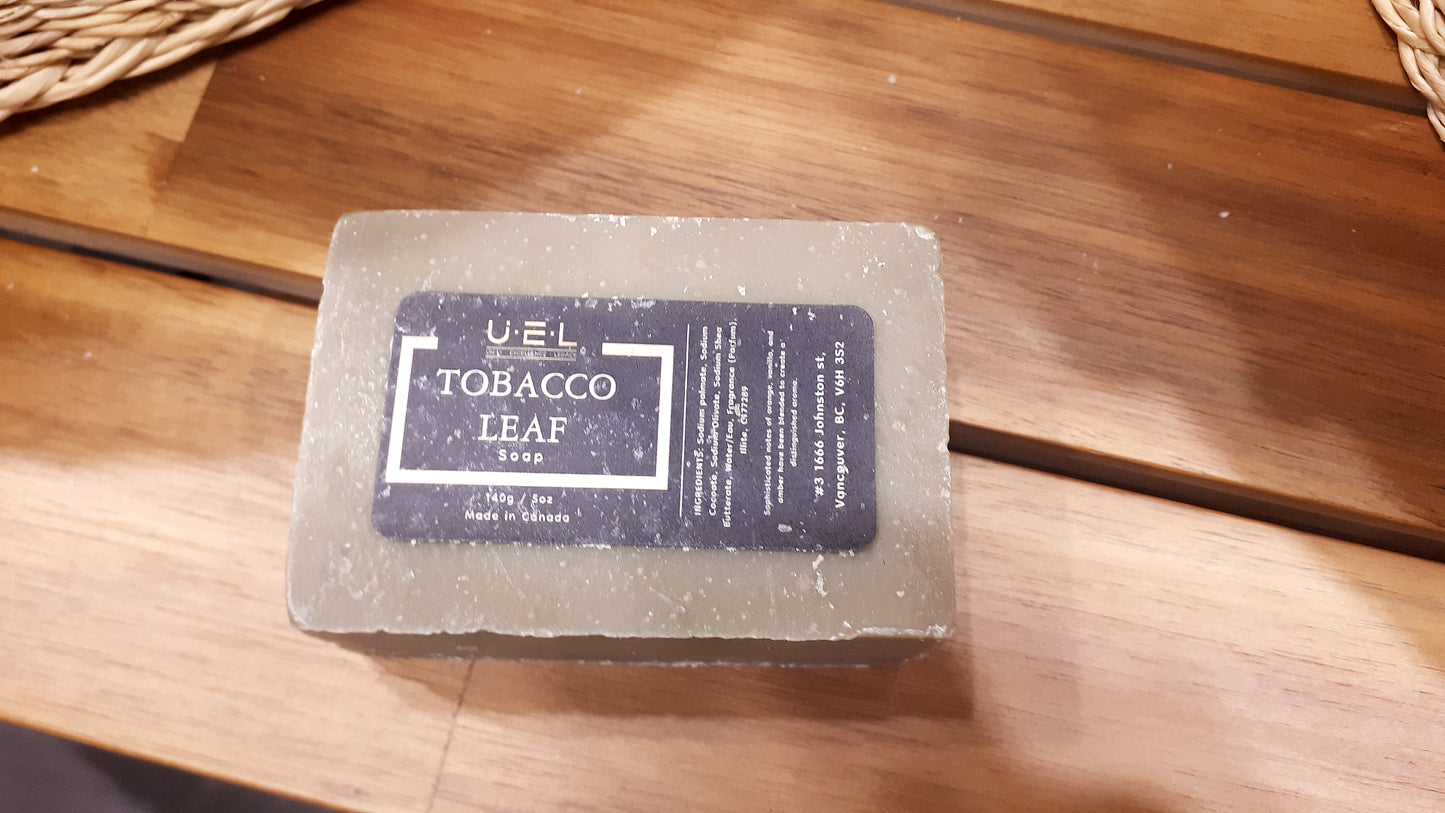 U·E·L
TOBACCO
LEAF
Soap
140g / 5oz
Made in Canada
INGREDIENTS: Sodium palmate, Sodium
Cocoate, Sodium Olivate, Sodium Shea
Butterate, Water/Eau, Fragrance (Parfum),
Illite, CI77289
Sophisticated notes of orange, vanilla, and
amber have been blended to create a
distinguished aroma.
#3 1666 Johnston st,
Vancouver, BC, V6H 3S2